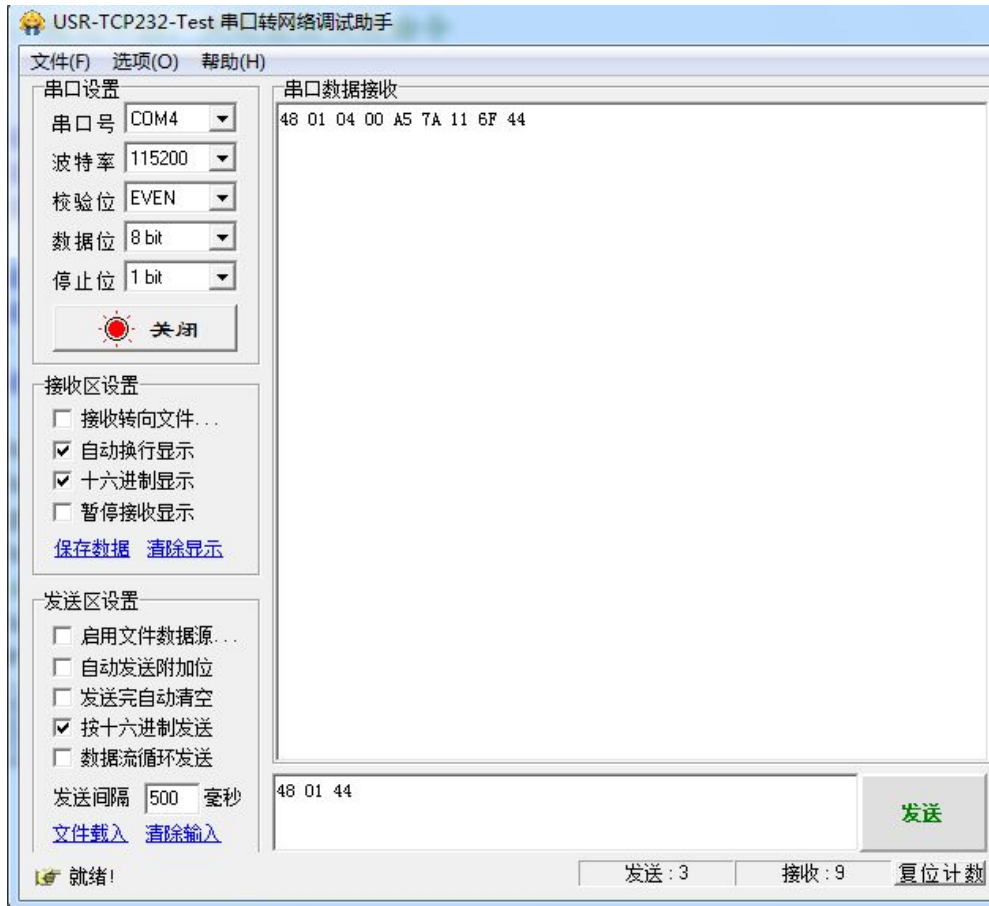 USR-TCP232-Test 串口转网络调试助手
文件(F) 选项(O) 帮助(H)
串口设置
串口号 COM4
波特率 115200
校验位 EVEN
数据位 8 bit
停止位 1 bit
关闭
接收区设置
接收转向文件...
自动换行显示
十六进制显示
暂停接收显示
保存数据 清除显示
发送区设置
启用文件数据源...
自动发送附加位
发送完自动清空
按十六进制发送
数据流循环发送
发送间隔 500 毫秒
文件载入 清除输入
串口数据接收
48 01 04 00 A5 7A 11 6F 44
48 01 44
发送
就绪!
发送:3 接收:9 复位计数